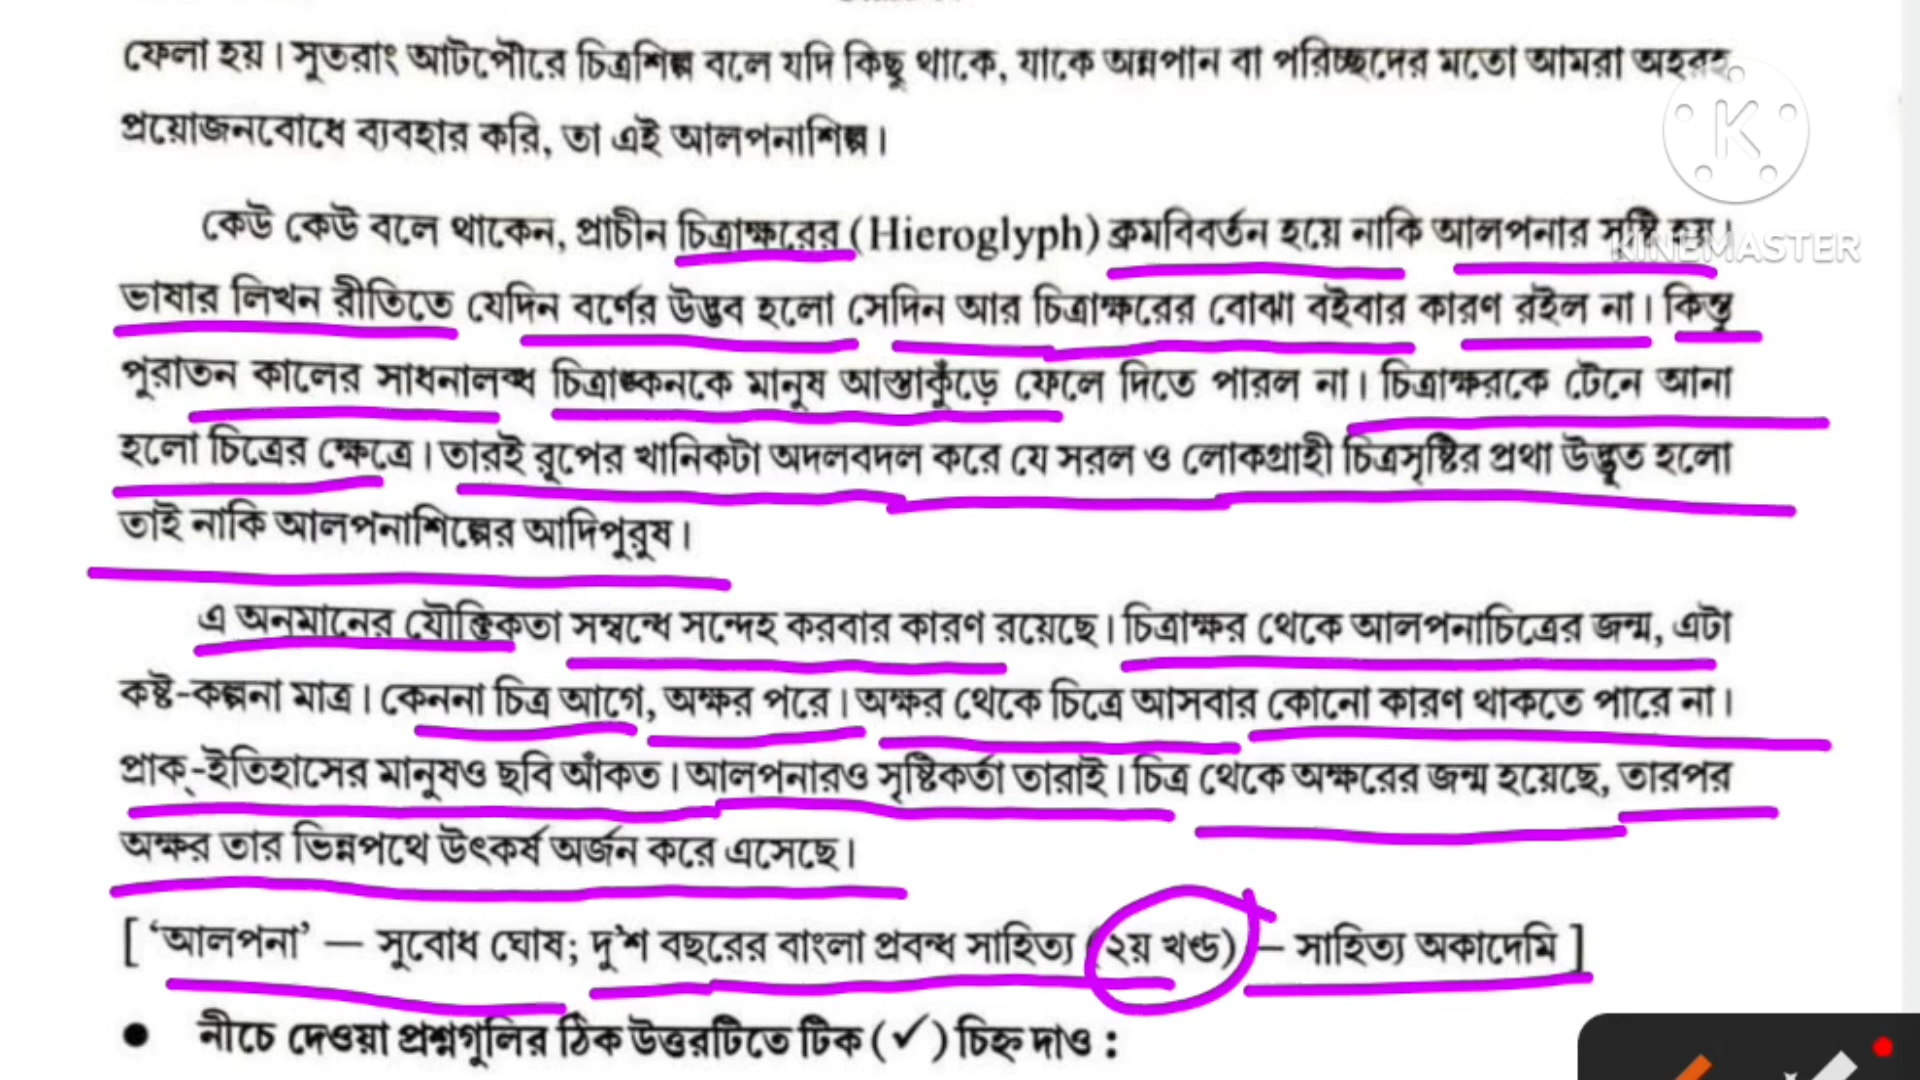 ফেলা হয়। সুতরাং আটপৌরে চিত্রশিল্প বলে যদি কিছু থাকে, যাকে অন্নপান বা পরিচ্ছদের মতো আমরা অহরহ
প্রয়োজনবোধে ব্যবহার করি, তা এই আলপনাশিল্প।
কেউ কেউ বলে থাকেন, প্রাচীন চিত্রাক্ষরের (Hieroglyph) ক্রমবিবর্তন হয়ে নাকি আলপনার সৃষ্টি হয়।
KINEMASTER
ভাষার লিখন রীতিতে যেদিন বর্ণের উদ্ভব হলো সেদিন আর চিত্রাক্ষরের বোঝা বইবার কারণ রইল না। কিন্তু
পুরাতন কালের সাধনালব্ধ চিত্রাঙ্কনকে মানুষ আস্তাকুঁড়ে ফেলে দিতে পারল না। চিত্রাক্ষরকে টেনে আনা
হলো চিত্রের ক্ষেত্রে। তারই রূপের খানিকটা অদলবদল করে যে সরল ও লোকগ্রাহী চিত্রসৃষ্টির প্রথা উদ্ভূত হলো
তাই নাকি আলপনাশিল্পের আদিপুরুষ।
এ অনুমানের যৌক্তিকতা সম্বন্ধে সন্দেহ করবার কারণ রয়েছে। চিত্রাক্ষর থেকে আলপনাচিত্রের জন্ম, এটা
কষ্ট-কল্পনা মাত্র। কেননা চিত্র আগে, অক্ষর পরে। অক্ষর থেকে চিত্রে আসবার কোনো কারণ থাকতে পারে না।
প্রাক্-ইতিহাসের মানুষও ছবি আঁকত। আলপনারও সৃষ্টিকর্তা তারাই। চিত্র থেকে অক্ষরের জন্ম হয়েছে, তারপর
অক্ষর তার ভিন্নপথে উৎকর্ষ অর্জন করে এসেছে।
[ ‘আলপনা’ — সুবোধ ঘোষ; দু’শ বছরের বাংলা প্রবন্ধ সাহিত্য (২য় খণ্ড) – সাহিত্য অকাদেমি ]
● নীচে দেওয়া প্রশ্নগুলির ঠিক উত্তরটিতে টিক (✓) চিহ্ন দাও :